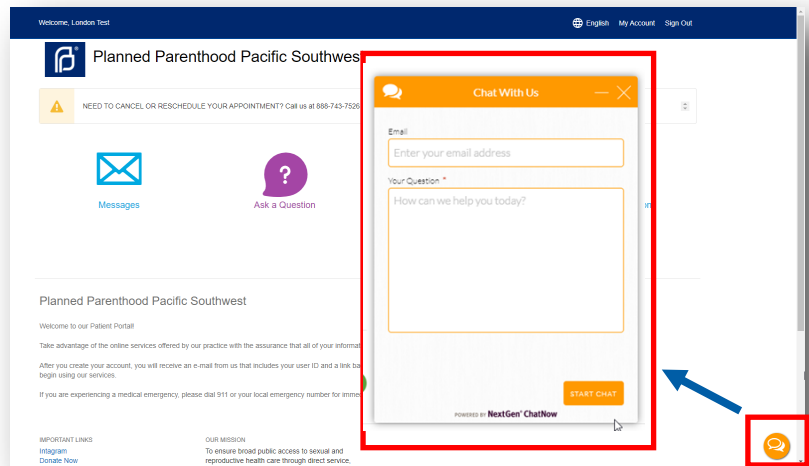 Welcome, London Test
English My Account Sign Out
Planned Parenthood Pacific Southwes
NEED TO CANCEL OR RESCHEDULE YOUR APPOINTMENT? Call us at 888-743-7526
Chat With Us
Email
Enter your email address
Your Question *
How can we help you today?
START CHAT
POWERED BY NextGen® ChatNow
Messages
?
Ask a Question
Planned Parenthood Pacific Southwest
Welcome to our Patient Portal!
Take advantage of the online services offered by our practice with the assurance that all of your
After you create your account, you will receive an e-mail from us that includes your user ID and a link
begin using our services.
If you are experiencing a medical emergency, please dial 911 or your local emergency number for
IMPORTANT LINKS
Intagram
Donate Now
OUR MISSION
To ensure broad public access to sexual and
reproductive health care through direct service,